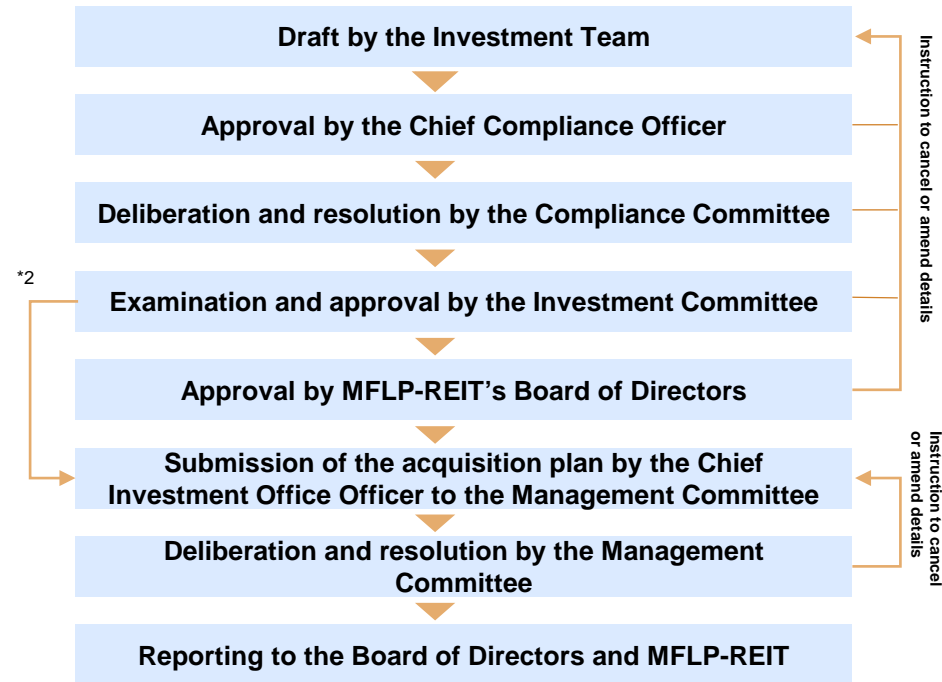 Draft by the Investment Team
Approval by the Chief Compliance Officer
Deliberation and resolution by the Compliance Committee
*2
Examination and approval by the Investment Committee
Approval by MFLP-REIT’s Board of Directors
Submission of the acquisition plan by the Chief
Investment Office Officer to the Management Committee
Deliberation and resolution by the Management
Committee
Reporting to the Board of Directors and MFLP-REIT
Instruction to cancel or amend details
Instruction to cancel
or amend details